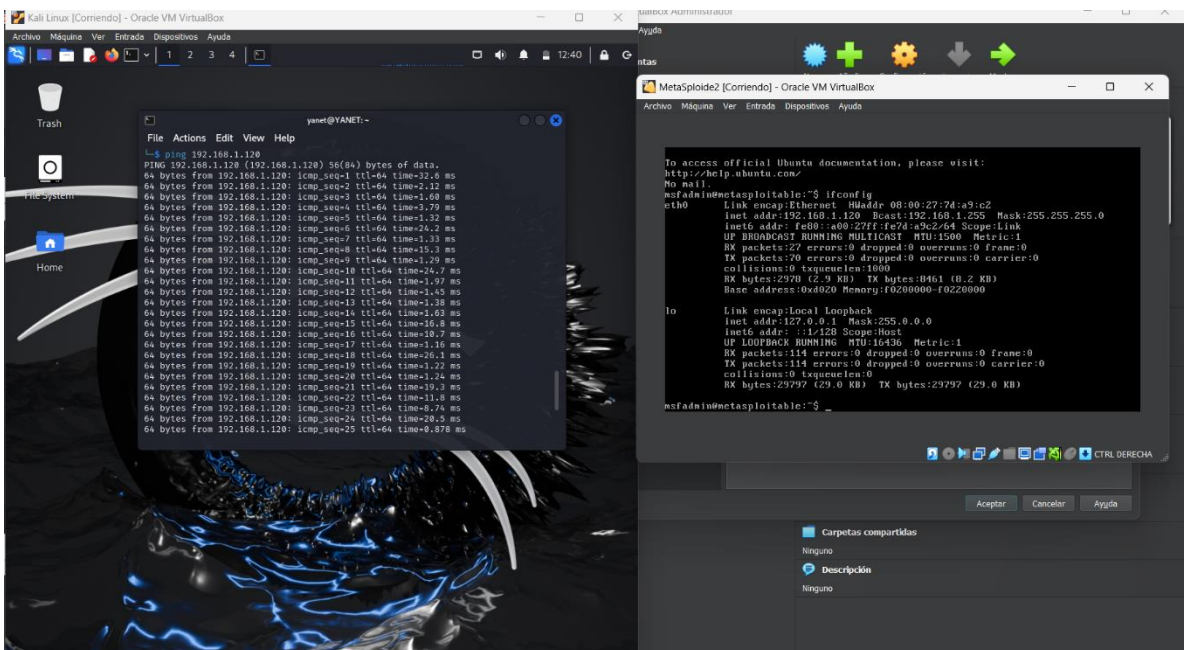 Kali Linux [Corriendo] - Oracle VM VirtualBox
Archivo Máquina Ver Entrada Dispositivos Ayuda
1 2 3 4
12:40
Trash
File System
Home
yanet@YANET: ~
File Actions Edit View Help
$ ping 192.168.1.120
PING 192.168.1.120 (192.168.1.120) 56(84) bytes of data.
64 bytes from 192.168.1.120: icmp_seq=1 ttl=64 time=32.6 ms
64 bytes from 192.168.1.120: icmp_seq=2 ttl=64 time=2.12 ms
64 bytes from 192.168.1.120: icmp_seq=3 ttl=64 time=1.60 ms
64 bytes from 192.168.1.120: icmp_seq=4 ttl=64 time=3.79 ms
64 bytes from 192.168.1.120: icmp_seq=5 ttl=64 time=1.32 ms
64 bytes from 192.168.1.120: icmp_seq=6 ttl=64 time=24.2 ms
64 bytes from 192.168.1.120: icmp_seq=7 ttl=64 time=1.33 ms
64 bytes from 192.168.1.120: icmp_seq=8 ttl=64 time=15.3 ms
64 bytes from 192.168.1.120: icmp_seq=9 ttl=64 time=1.29 ms
64 bytes from 192.168.1.120: icmp_seq=10 ttl=64 time=24.7 ms
64 bytes from 192.168.1.120: icmp_seq=11 ttl=64 time=1.97 ms
64 bytes from 192.168.1.120: icmp_seq=12 ttl=64 time=1.45 ms
64 bytes from 192.168.1.120: icmp_seq=13 ttl=64 time=1.38 ms
64 bytes from 192.168.1.120: icmp_seq=14 ttl=64 time=1.63 ms
64 bytes from 192.168.1.120: icmp_seq=15 ttl=64 time=16.8 ms
64 bytes from 192.168.1.120: icmp_seq=16 ttl=64 time=10.7 ms
64 bytes from 192.168.1.120: icmp_seq=17 ttl=64 time=1.16 ms
64 bytes from 192.168.1.120: icmp_seq=18 ttl=64 time=26.1 ms
64 bytes from 192.168.1.120: icmp_seq=19 ttl=64 time=1.22 ms
64 bytes from 192.168.1.120: icmp_seq=20 ttl=64 time=1.24 ms
64 bytes from 192.168.1.120: icmp_seq=21 ttl=64 time=19.3 ms
64 bytes from 192.168.1.120: icmp_seq=22 ttl=64 time=11.8 ms
64 bytes from 192.168.1.120: icmp_seq=23 ttl=64 time=8.74 ms
64 bytes from 192.168.1.120: icmp_seq=24 ttl=64 time=20.5 ms
64 bytes from 192.168.1.120: icmp_seq=25 ttl=64 time=0.878 ms
Administrador
Ayuda
ntas
MetaSploide2 [Corriendo] - Oracle VM VirtualBox
Archivo Máquina Ver Entrada Dispositivos Ayuda
To access official Ubuntu documentation, please visit:
http://help.ubuntu.com/
No mail.
msfadmin@metasploitable:~$ ifconfig
eth0 Link encap:Ethernet HWaddr 08:00:27:7d:a9:c2
inet addr:192.168.1.120 Bcast:192.168.1.255 Mask:255.255.255.0
inet6 addr: fe80::a00:27ff:fe7d:a9c2/64 Scope:Link
UP BROADCAST RUNNING MULTICAST MTU:1500 Metric:1
RX packets:27 errors:0 dropped:0 overruns:0 frame:0
TX packets:70 errors:0 dropped:0 overruns:0 carrier:0
collisions:0 txqueuelen:1000
RX bytes:2970 (2.9 KB) TX bytes:8461 (8.2 KB)
Base address:0xd020 Memory:f0200000-f0220000
lo Link encap:Local Loopback
inet addr:127.0.0.1 Mask:255.0.0.0
inet6 addr: ::1/128 Scope:Host
UP LOOPBACK RUNNING MTU:16436 Metric:1
RX packets:114 errors:0 dropped:0 overruns:0 frame:0
TX packets:114 errors:0 dropped:0 overruns:0 carrier:0
collisions:0 txqueuelen:0
RX bytes:29797 (29.0 KB) TX bytes:29797 (29.0 KB)
msfadmin@metasploitable:~$ _
CTRL DERECHA
Aceptar Cancelar Ayuda
Carpetas compartidas
Ninguno
Descripción
Ninguno